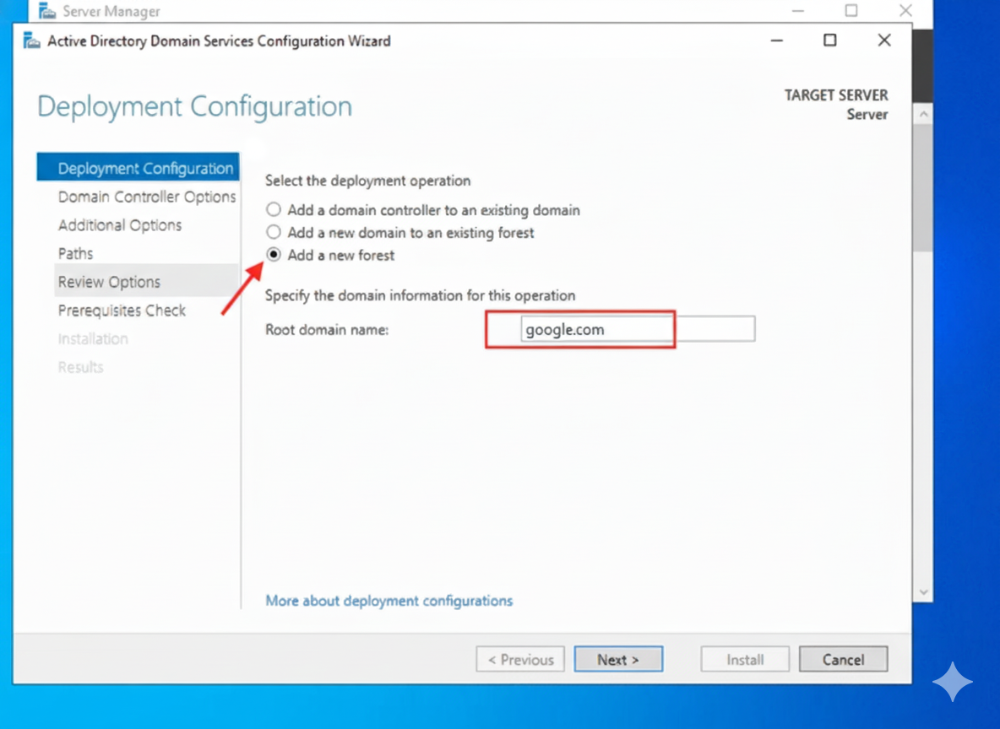 Server Manager
Active Directory Domain Services Configuration Wizard
Deployment Configuration
TARGET SERVER
Server
Deployment Configuration
Domain Controller Options
Additional Options
Paths
Review Options
Prerequisites Check
Installation
Results
Select the deployment operation
Add a domain controller to an existing domain
Add a new domain to an existing forest
Add a new forest
Specify the domain information for this operation
Root domain name: google.com
More about deployment configurations
< Previous Next > Install Cancel